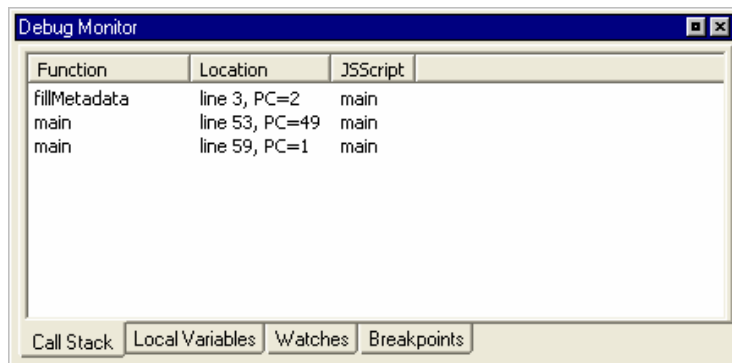 Debug Monitor
Function Location JSScript
fillMetadata line 3, PC=2 main
main line 53, PC=49 main
main line 59, PC=1 main
Call Stack Local Variables Watches Breakpoints